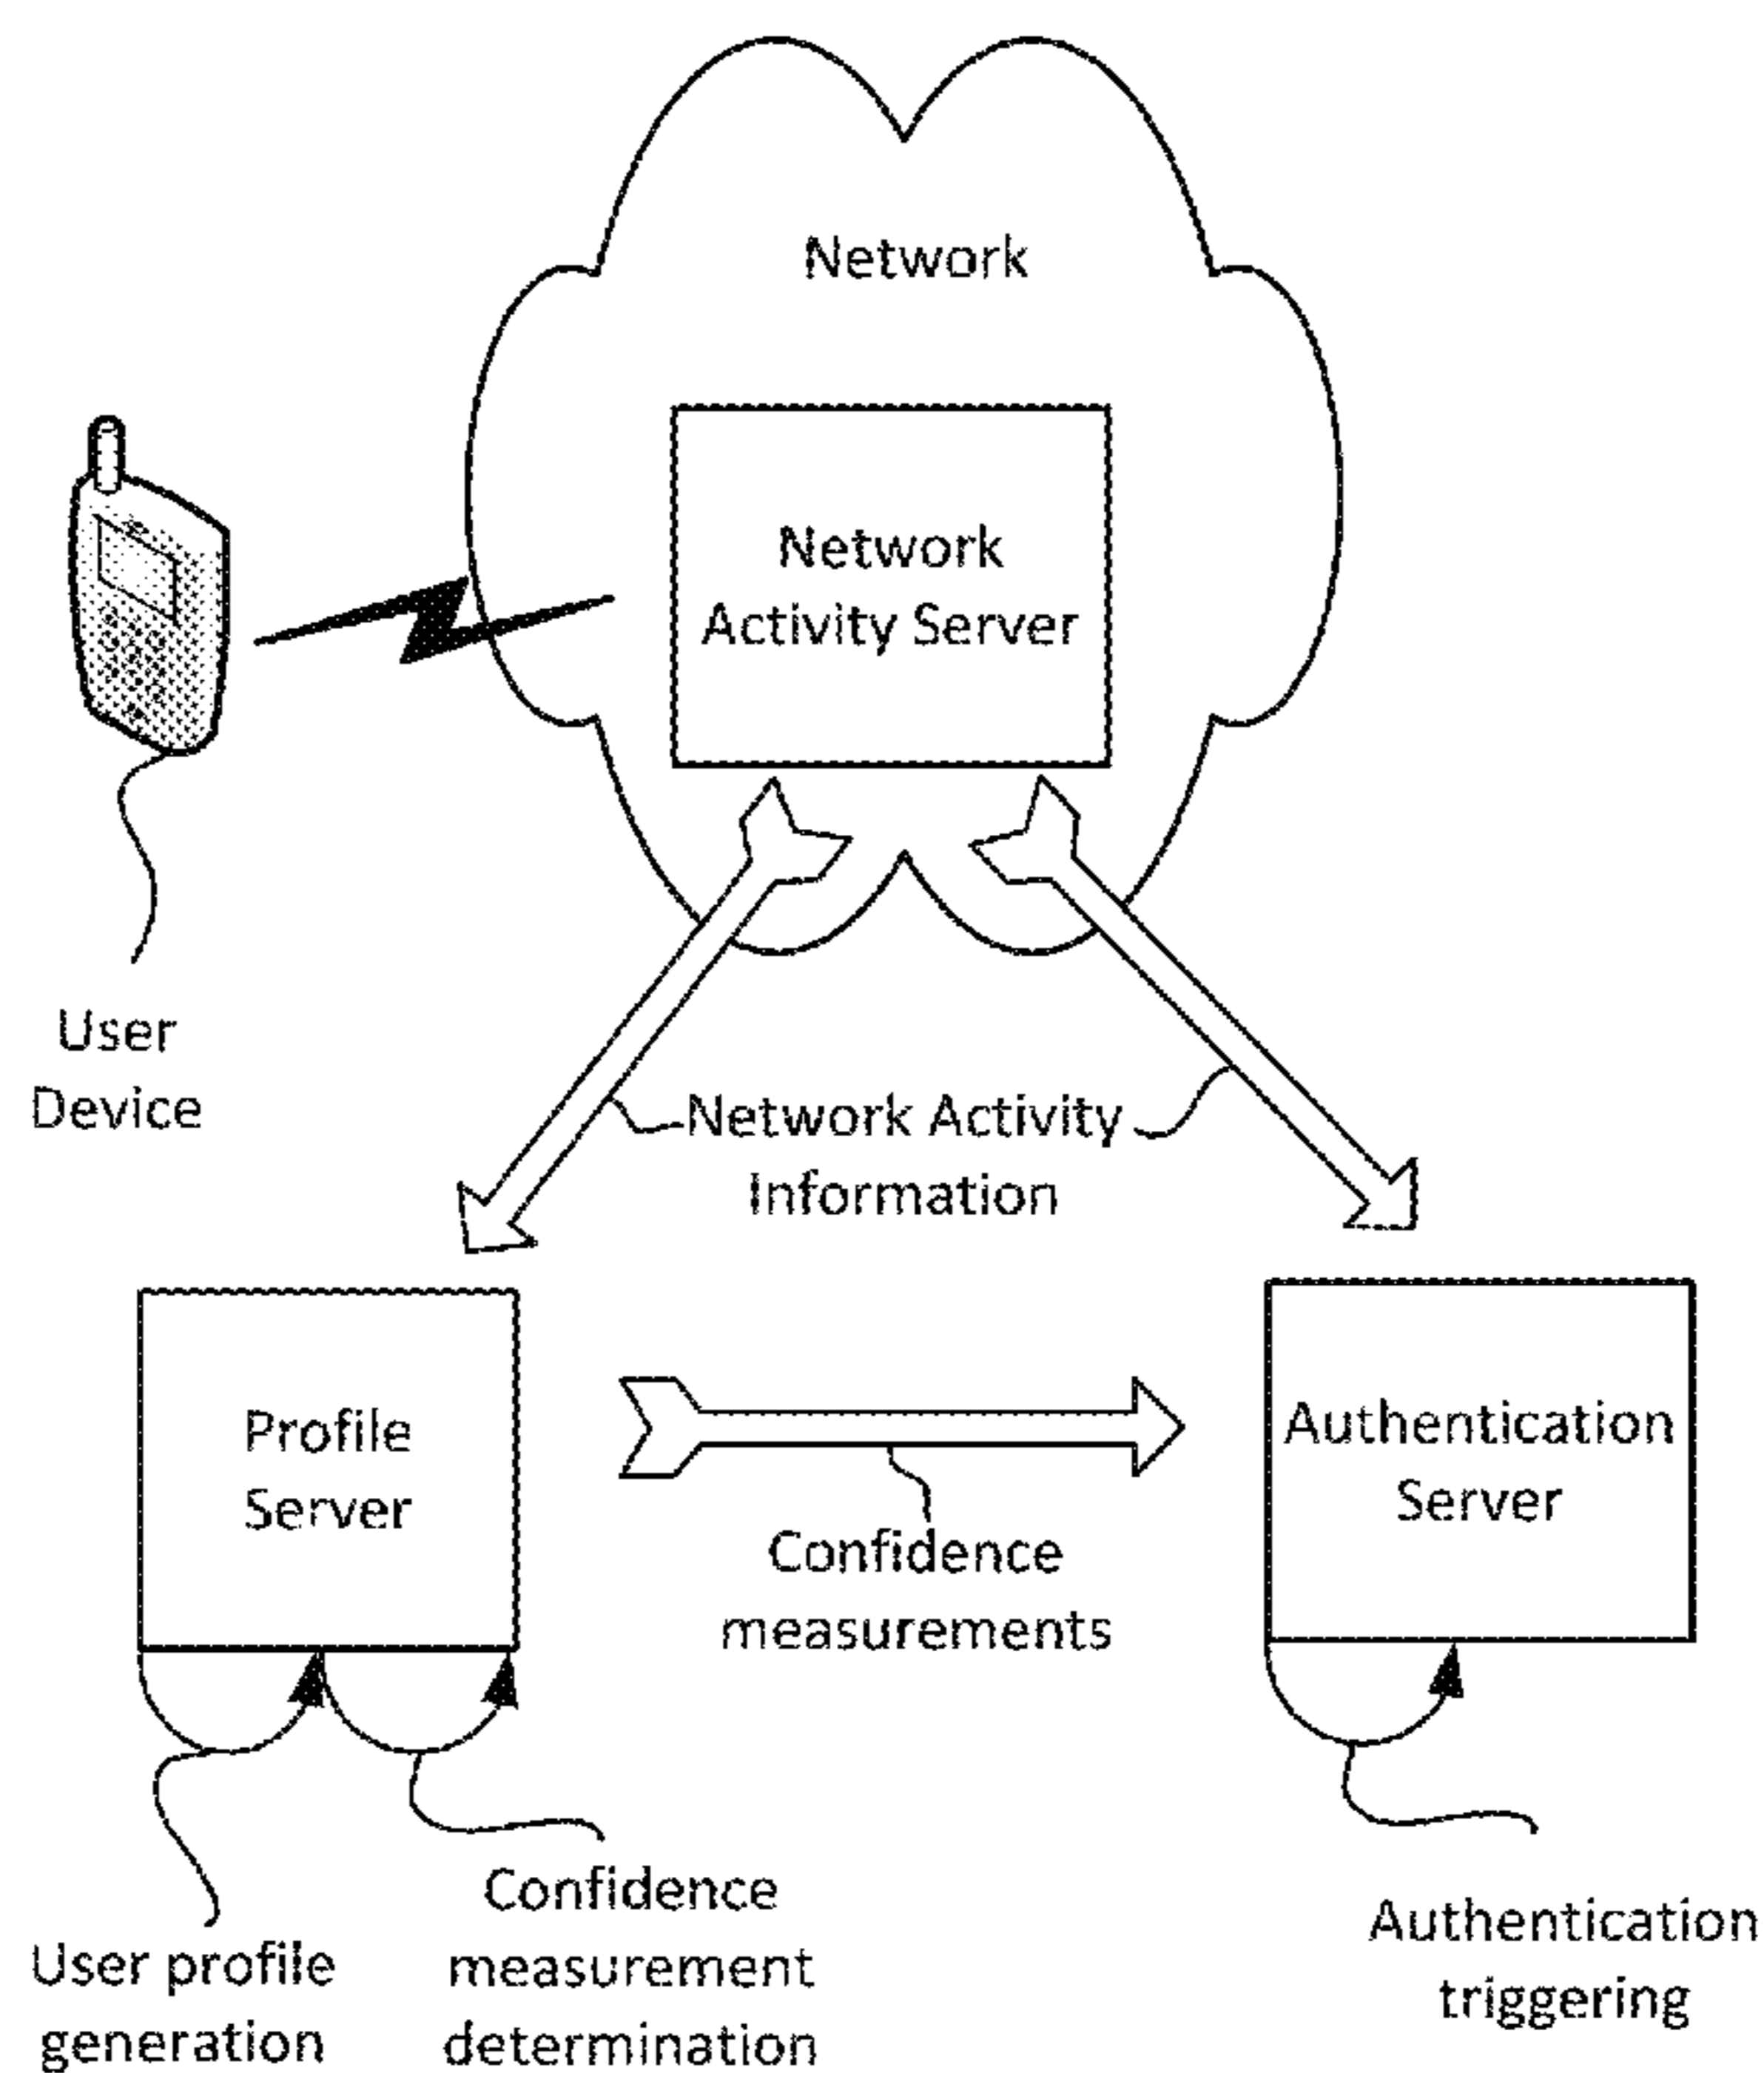 Network
Network
Activity Server
User
Device
Network Activity
Information
Profile
Server
Authentication
Server
Confidence
measurements
User profile
generation
Confidence
measurement
determination
Authentication
triggering